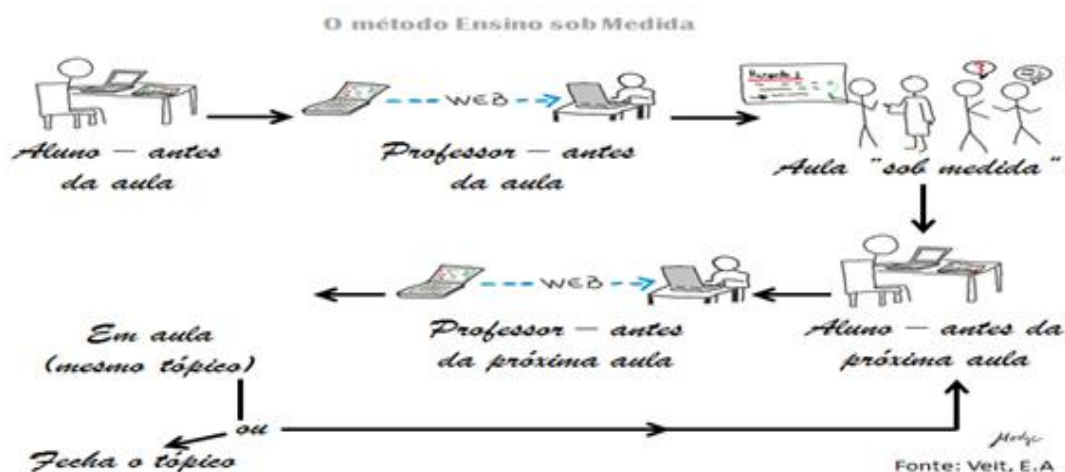 O método Ensino sob Medida
WEB
Aluno – antes
da aula
Professor – antes
da aula
Aula "sob medida"
WEB
Em aula
(mesmo tópico)
Professor – antes
da próxima aula
Aluno – antes da
próxima aula
ou
Fecha o tópico
Fonte: Veit, E.A